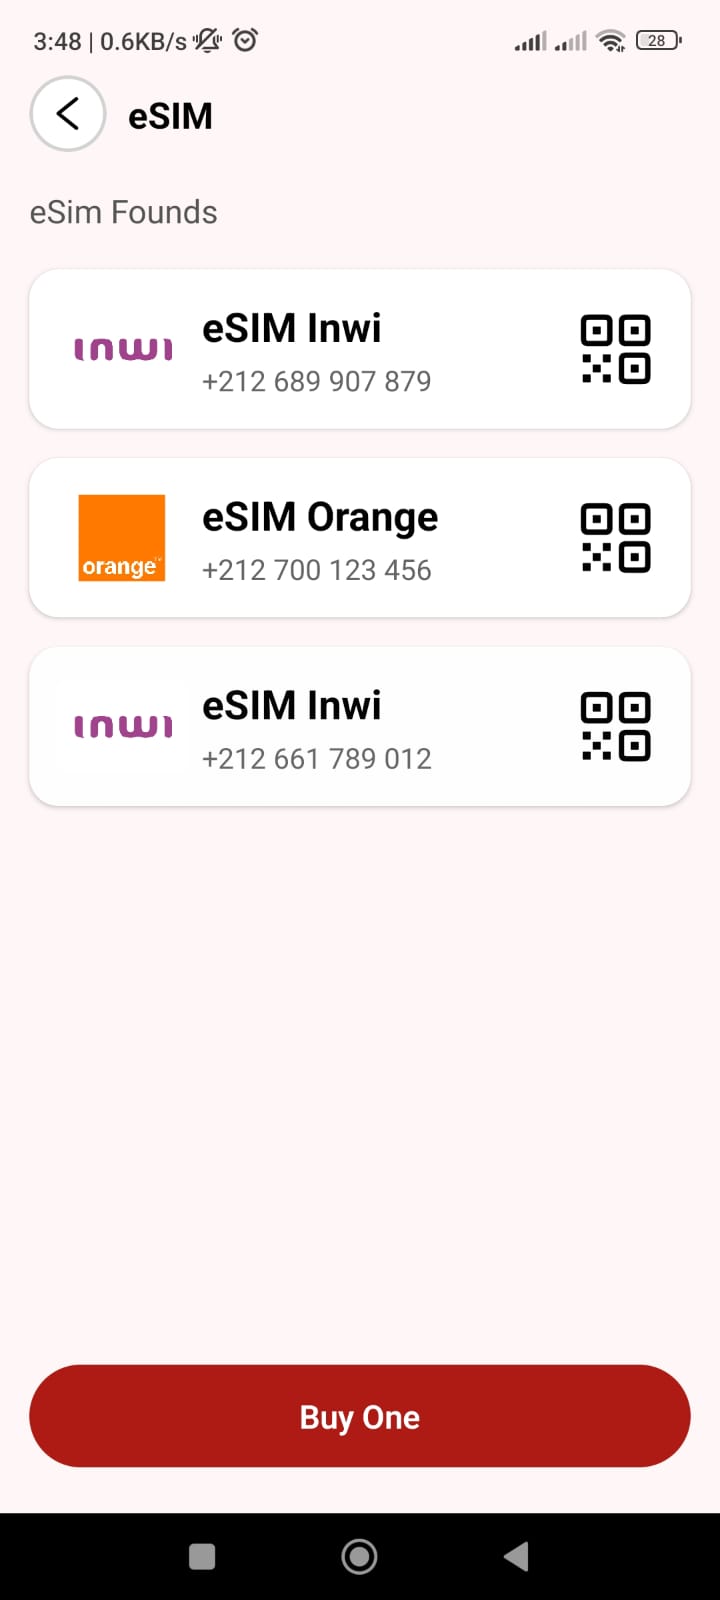 3:48 | 0.6KB/s
28
eSIM
eSim Founds
inwi
eSIM Inwi
+212 689 907 879
orange™
eSIM Orange
+212 700 123 456
inwi
eSIM Inwi
+212 661 789 012
Buy One